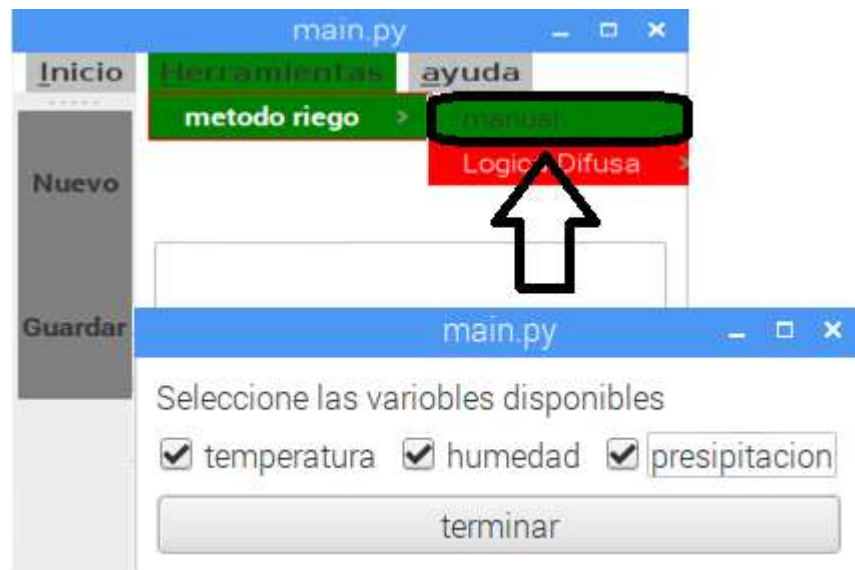 main.py
Inicio Herramientas ayuda
metodo riego > manual
Logica Difusa >
Nuevo
Guardar
main.py
Seleccione las variobles disponibles
temperatura humedad presipitacion
terminar